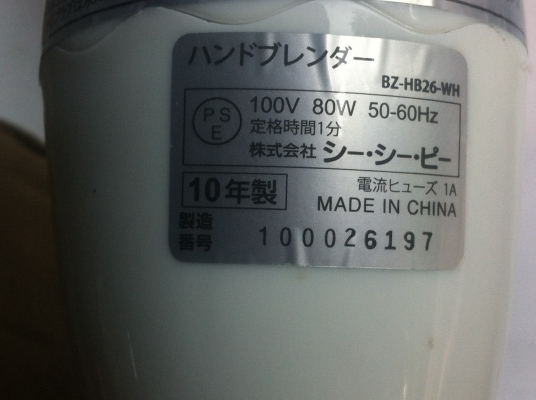 ハンドブレンダー
BZ-HB26-WH
PS E
100V 80W 50-60Hz
定格時間1分
株式会社 シー・シー・ピー
10年製
電流ヒューズ 1A
MADE IN CHINA
製造番号 100026197